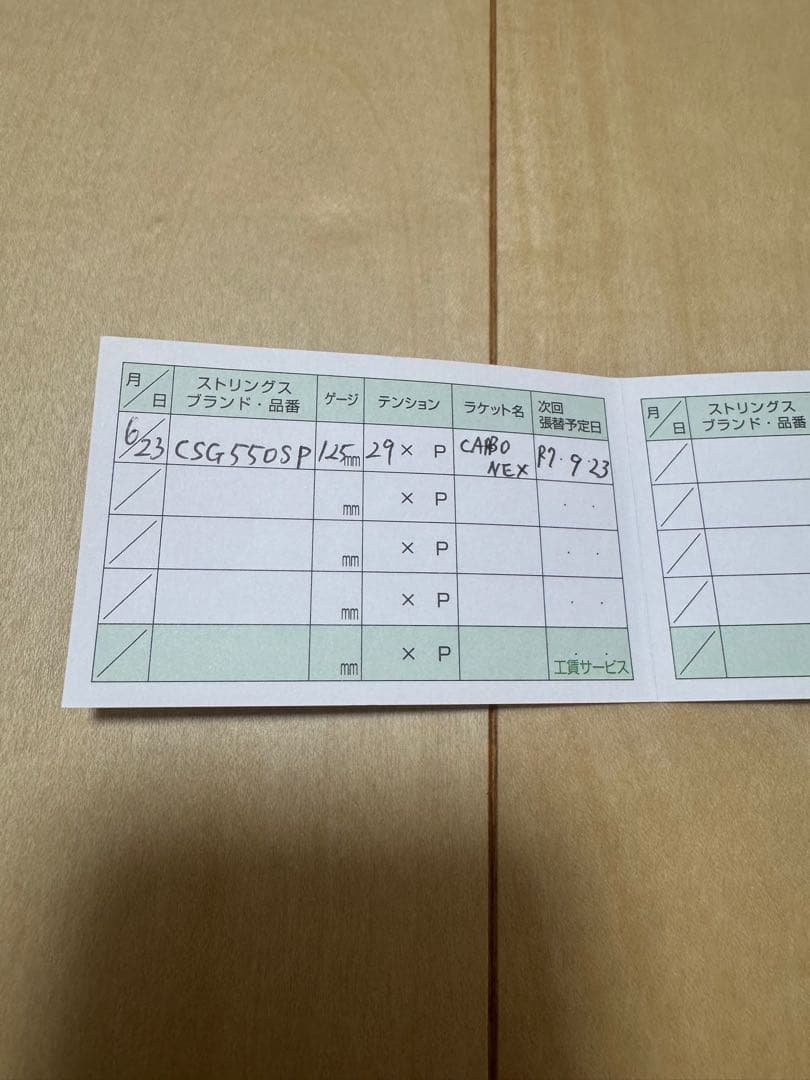 月/日 ストリングス ブランド・品番 ゲージ テンション ラケット名 次回 張替予定日
6/23 CSG550SP 125mm 29 × P CARBO NEX R7.9.23
/ mm × P . .
/ mm × P . .
/ mm × P . .
/ mm × P . . 工賃サービス
月/日 ストリングス ブランド・品番
/
/
/
/
/